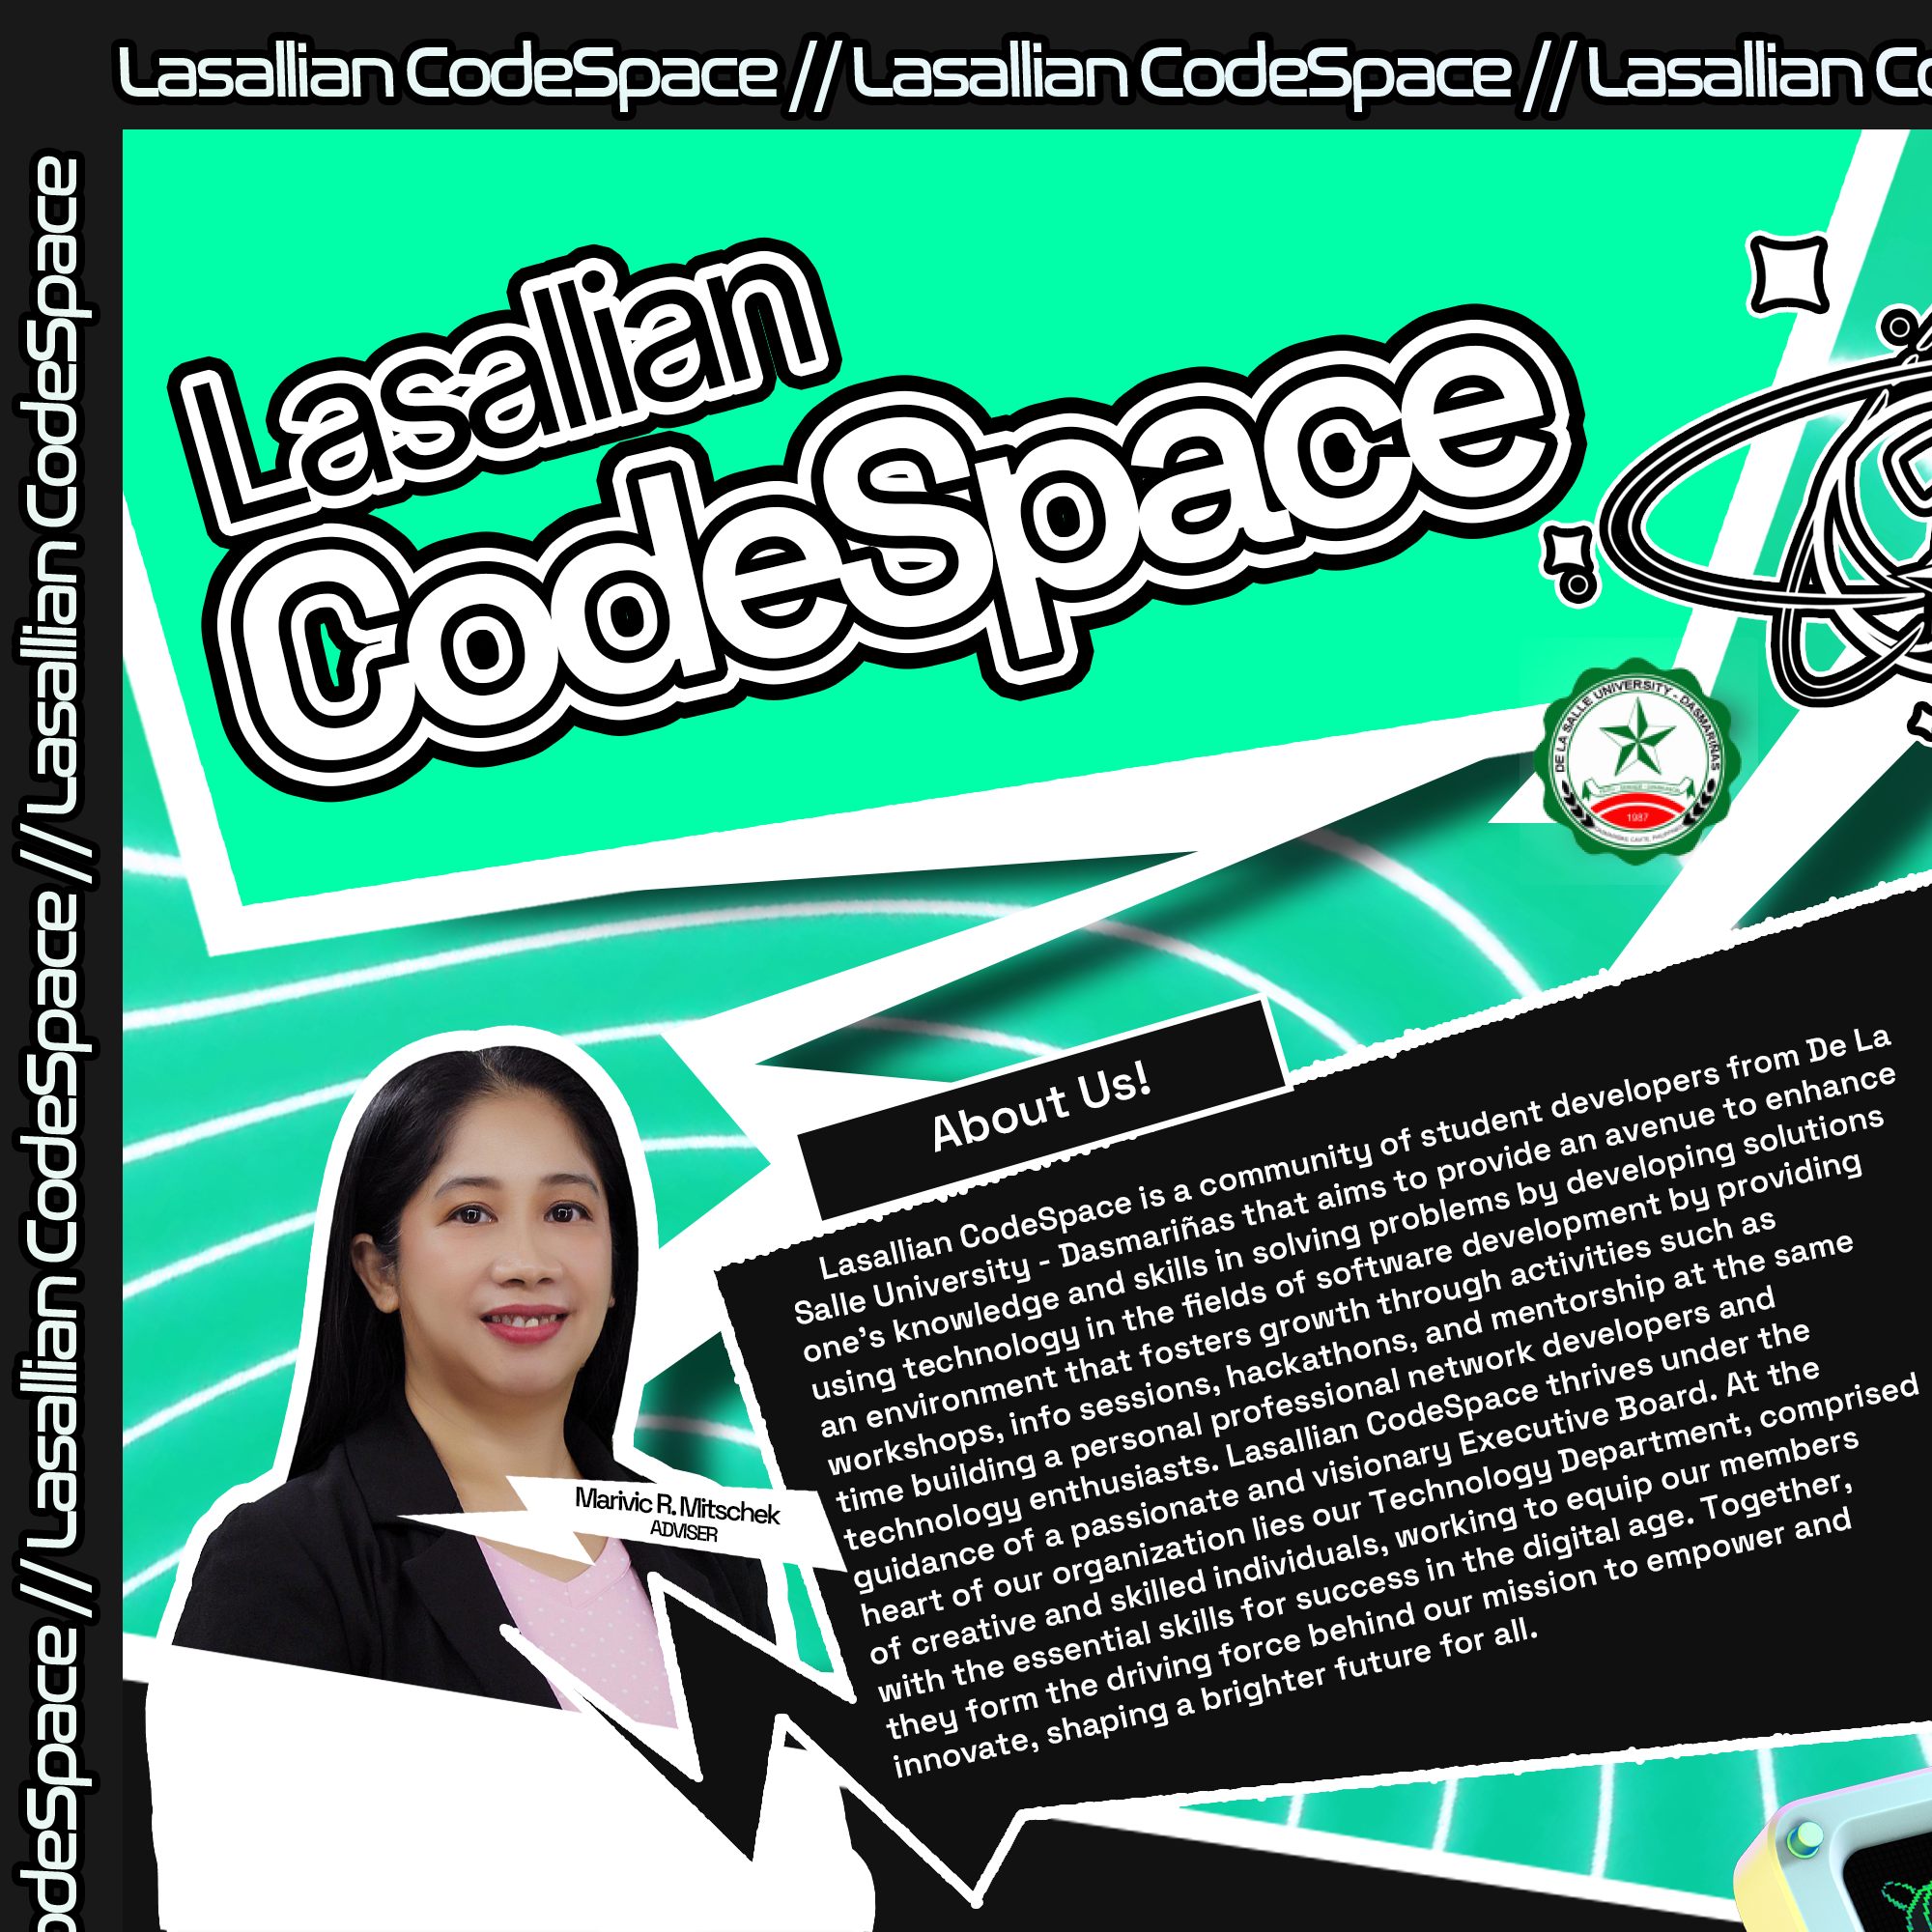 Lasallian CodeSpace // Lasallian CodeSpace // Lasallian Co
odeSpace // Lasallian CodeSpace // Lasallian CodeSpace // Lasallian CodeSpace
Lasallian
CodeSpace
DE LA SALLE UNIVERSITY - DASMARIÑAS
1987
About Us!
Lasallian CodeSpace is a community of student developers from De La
Salle University - Dasmariñas that aims to provide an avenue to enhance
one's knowledge and skills in solving problems by developing solutions
using technology in the fields of software development by providing
an environment that fosters growth through activities such as
workshops, info sessions, hackathons, and mentorship at the same
time building a personal professional network developers and
technology enthusiasts. Lasallian CodeSpace thrives under the
guidance of a passionate and visionary Executive Board. At the
heart of our organization lies our Technology Department, comprised
of creative and skilled individuals, working to equip our members
with the essential skills for success in the digital age. Together,
they form the driving force behind our mission to empower and
innovate, shaping a brighter future for all.
Marivic R. Mitschek
ADVISER